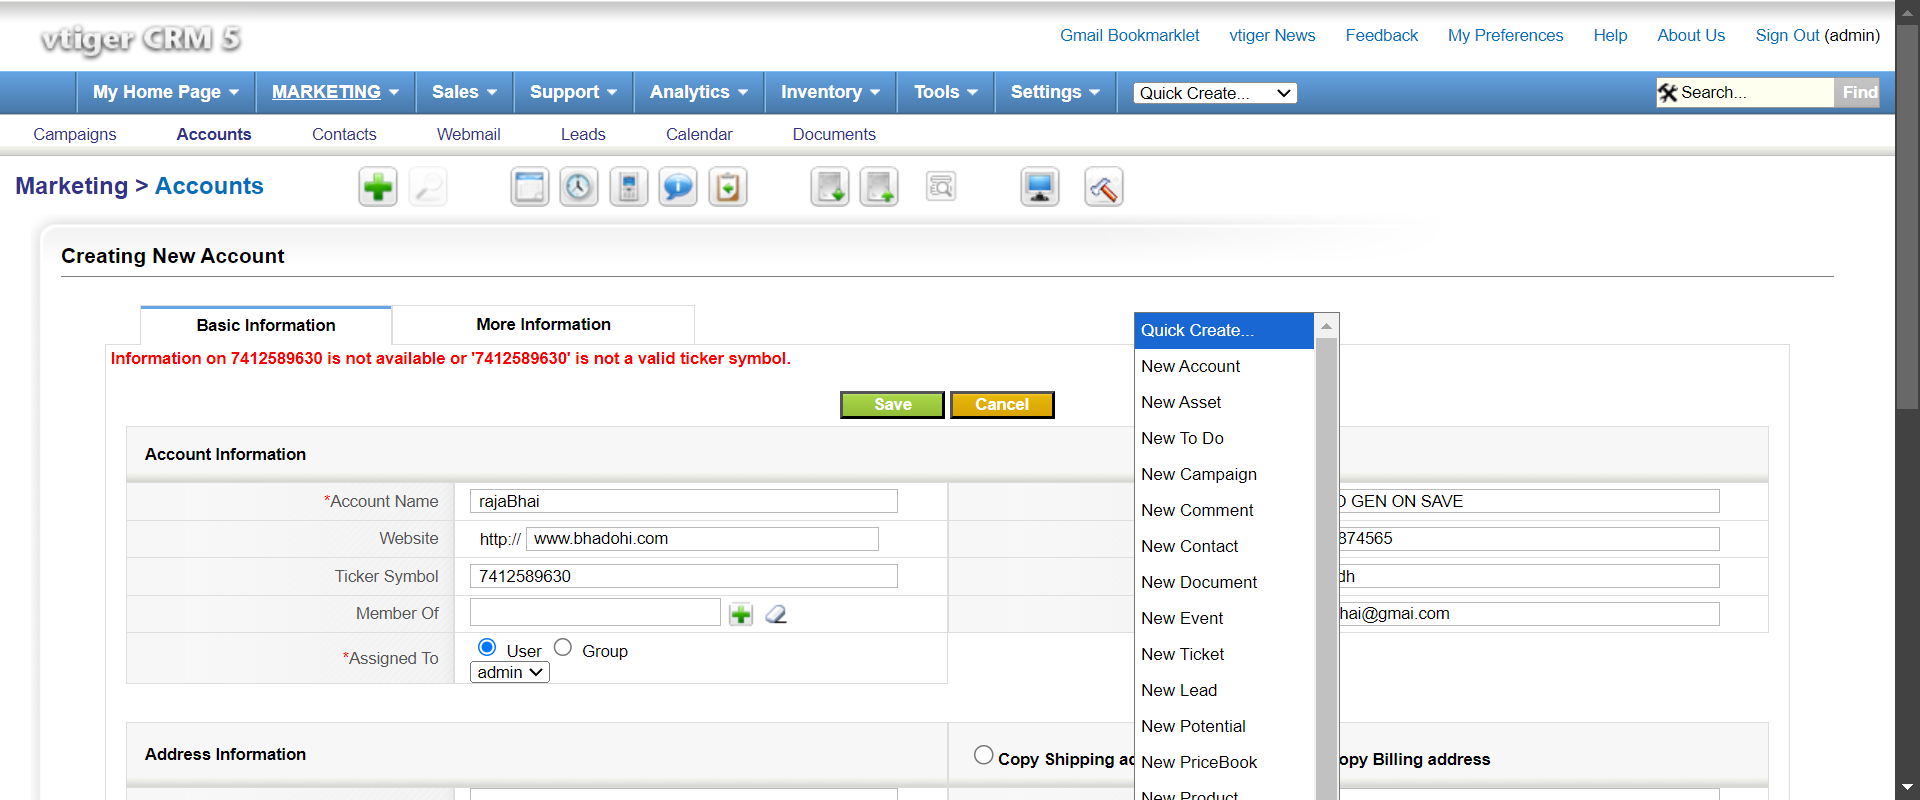 vtiger CRM 5
Gmail Bookmarklet vtiger News Feedback My Preferences Help About Us Sign Out (admin)
My Home Page MARKETING Sales Support Analytics Inventory Tools Settings Quick Create... Search... Find
Campaigns Accounts Contacts Webmail Leads Calendar Documents
Marketing > Accounts
Creating New Account
Basic Information More Information
Information on 7412589630 is not available or '7412589630' is not a valid ticker symbol.
Save Cancel
Account Information
*Account Name rajaBhai
Website http:// www.bhadohi.com
Ticker Symbol 7412589630
Member Of
*Assigned To User Group
admin
Address Information
Quick Create...
New Account
New Asset
New To Do
New Campaign
New Comment
New Contact
New Document
New Event
New Ticket
New Lead
New Potential
New PriceBook
New Product
GEN ON SAVE
874565
dh
hai@gmai.com
Copy Shipping
opy Billing address